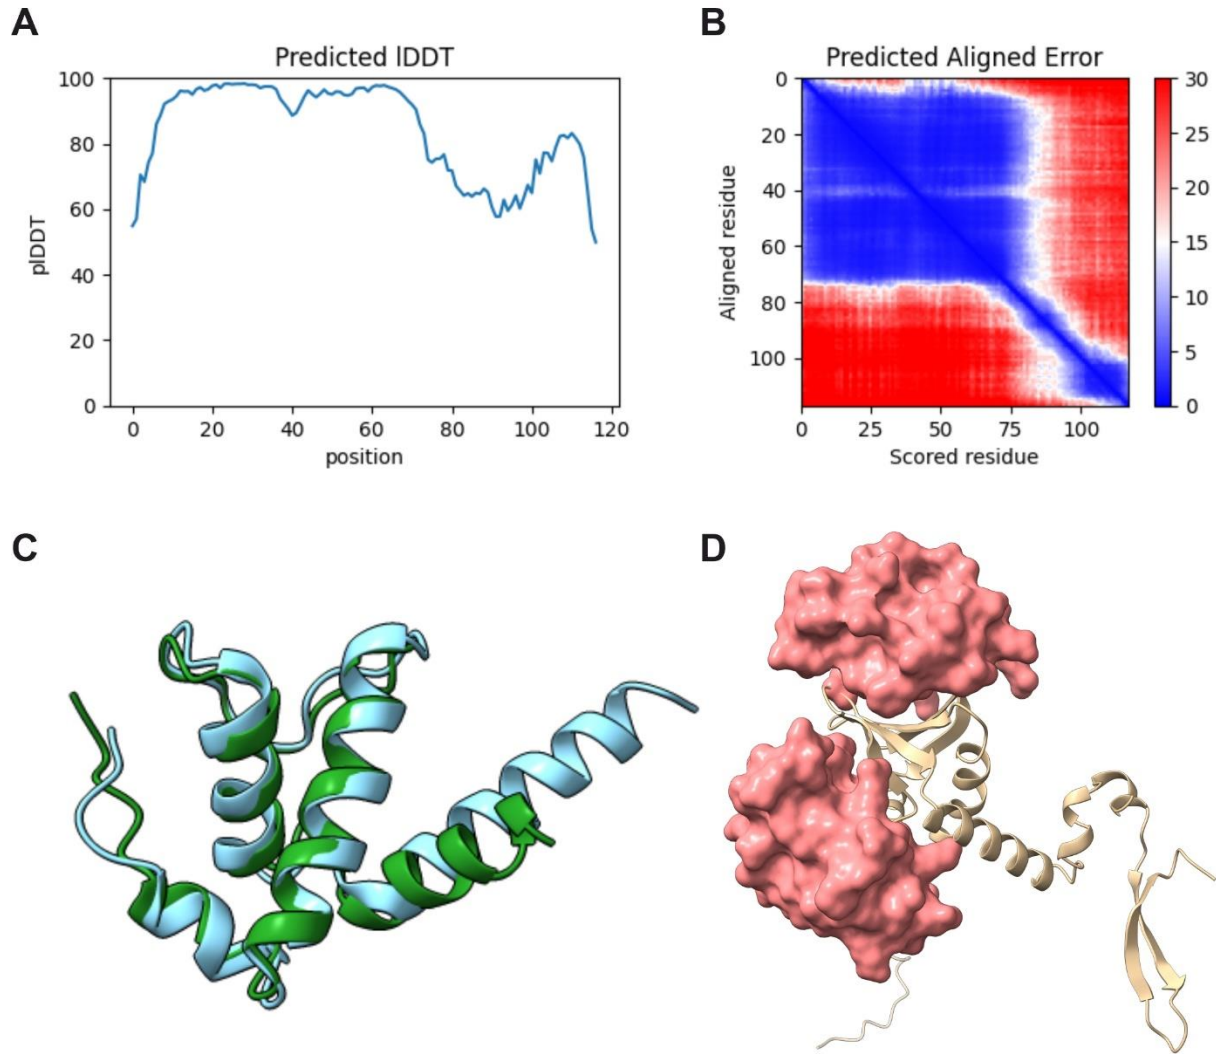 A
Predicted lDDT
100
80
60
40
20
0
plDDT
0 20 40 60 80 100 120
position
B
Predicted Aligned Error
0
20
40
60
80
100
Aligned residue
0 25 50 75 100
Scored residue
30
25
20
15
10
5
0
C
D